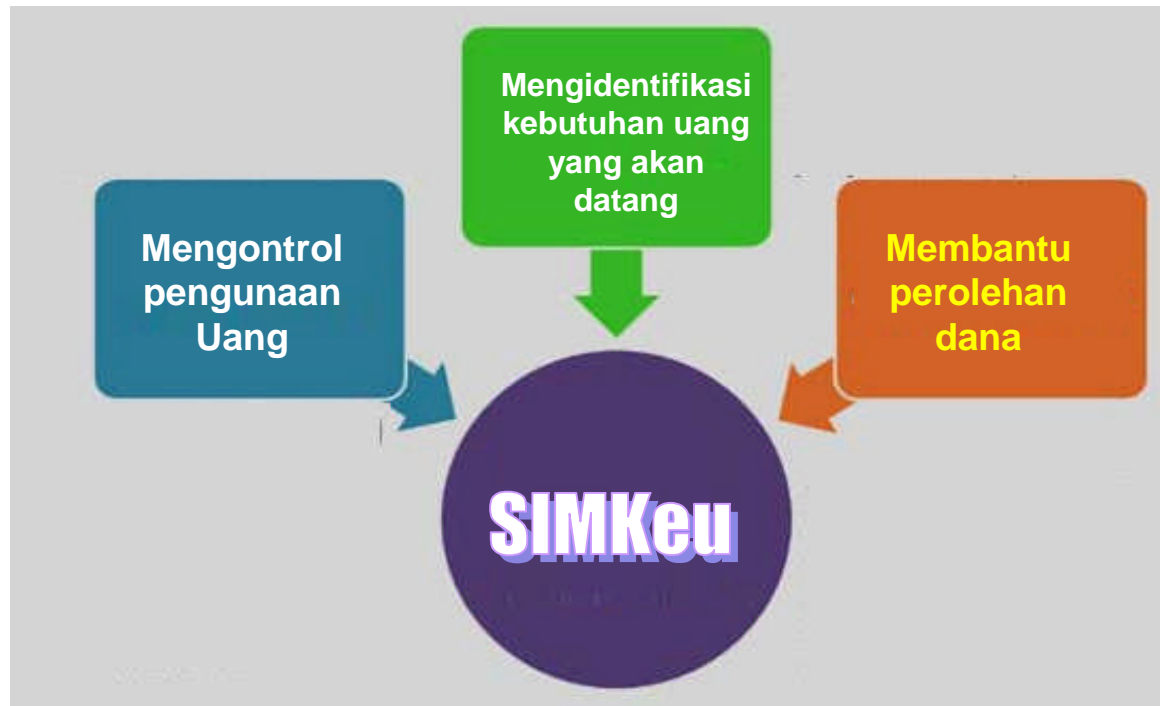 Mengidentifikasi
kebutuhan uang
yang akan
datang
Mengontrol
pengunaan
Uang
Membantu
perolehan
dana
SIMKeu